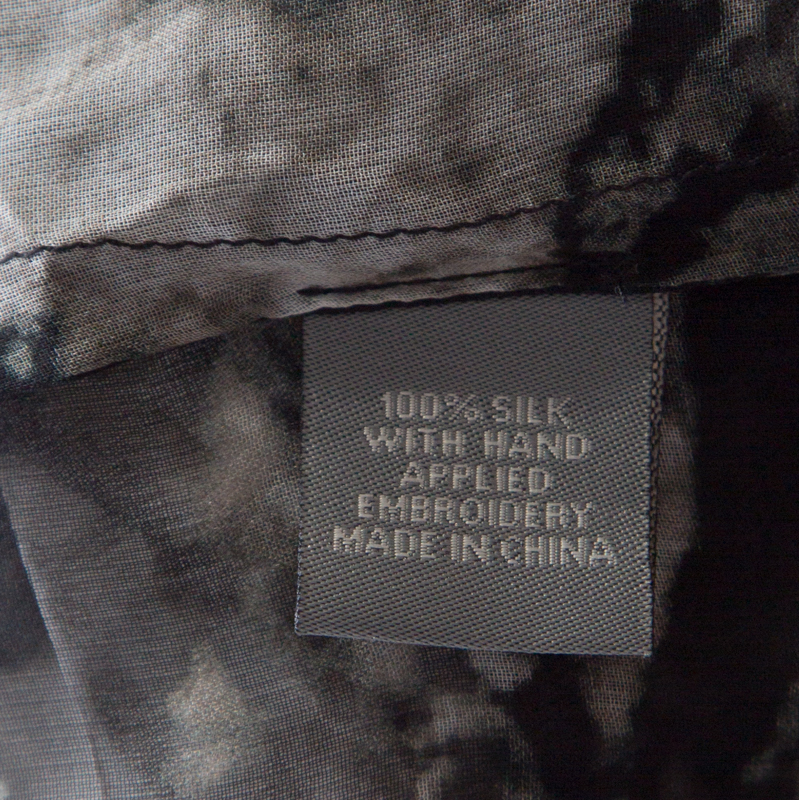 100% SILK
WITH HAND
APPLIED
EMBROIDERY
MADE IN CHINA